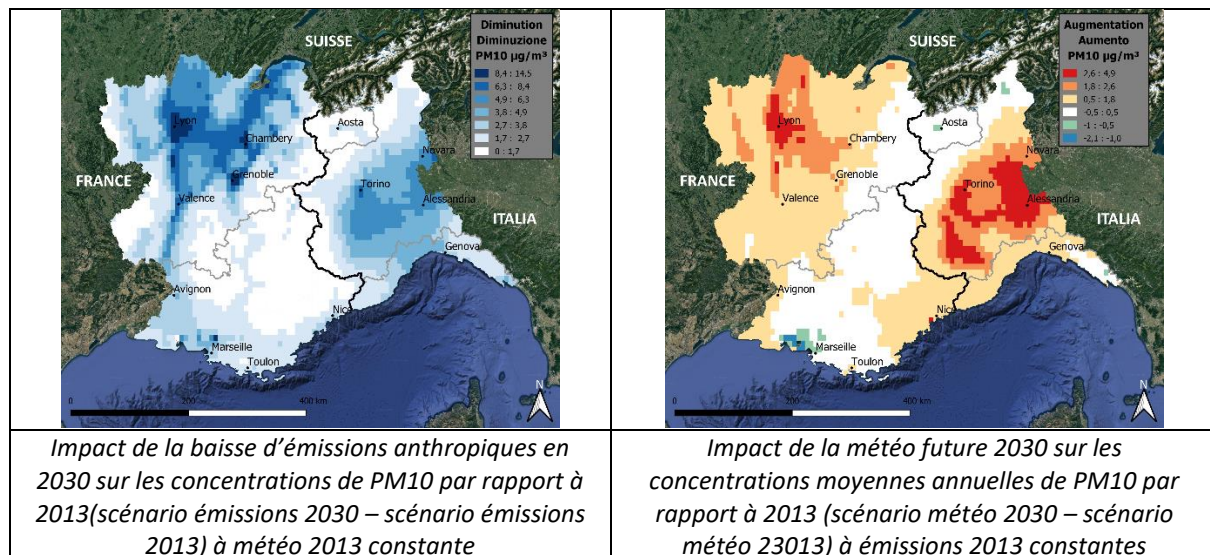 Diminution
Diminuzione
PM10 µg/m³
8,4 : 14,5
6,3 : 8,4
4,9 : 6,3
3,8 : 4,9
2,7 : 3,8
1,7 : 2,7
0 : 1,7
SUISSE
Lyon
Aosta
Chambery
Novara
FRANCE
Grenoble
Torino
Valence
Alessandria
ITALIA
Genova
Avignon
Nice
Marseille
Toulon
N
0
200
400 km
Augmentation
Aumento
PM10 µg/m³
2,6 : 4,9
1,8 : 2,6
0,5 : 1,8
-0,5 : 0,5
-1 : -0,5
-2,1 : -1,0
SUISSE
Lyon
Aosta
Chambery
Novara
FRANCE
Grenoble
Torino
Valence
Alessandria
ITALIA
Genova
Avignon
Nice
Marseille
Toulon
N
0
200
400 km
Impact de la baisse d’émissions anthropiques en
2030 sur les concentrations de PM10 par rapport à
2013(scénario émissions 2030 – scénario émissions
2013) à météo 2013 constante
Impact de la météo future 2030 sur les
concentrations moyennes annuelles de PM10 par
rapport à 2013 (scénario météo 2030 – scénario
météo 23013) à émissions 2013 constantes